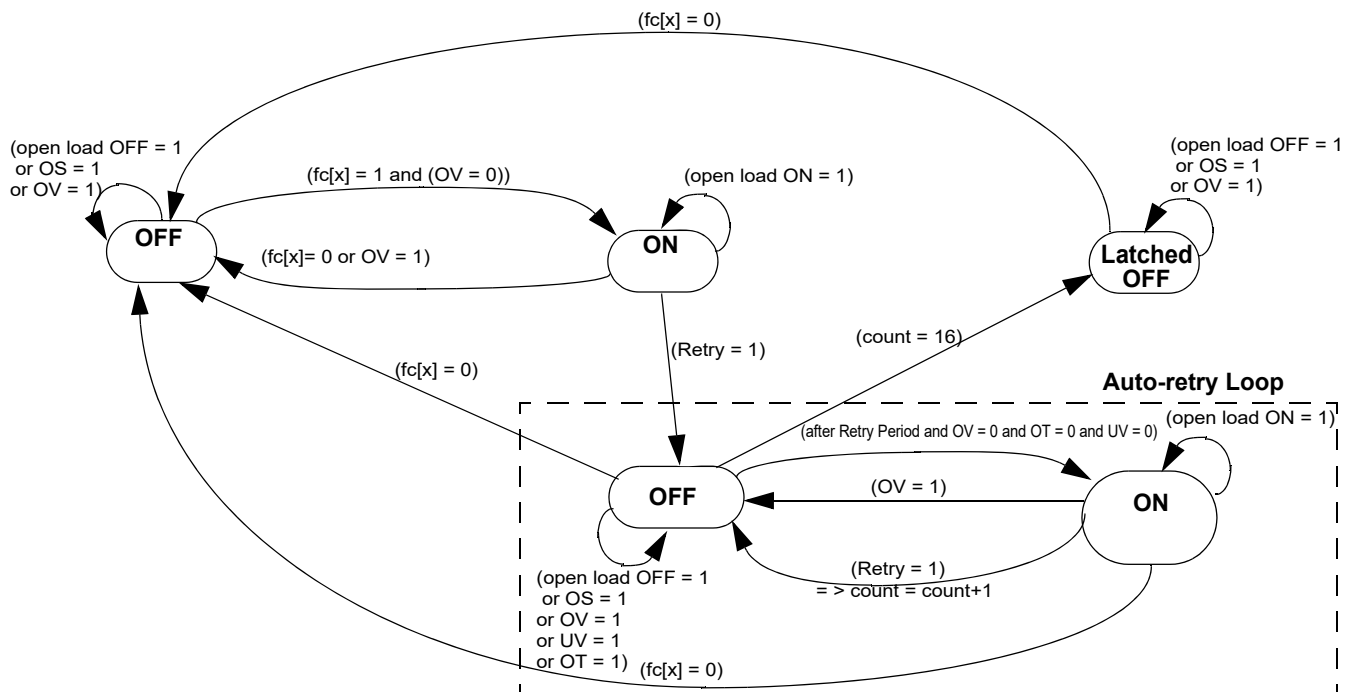 (fc[x] = 0)
(open load OFF = 1
or OS = 1
or OV = 1)
(fc[x] = 1 and (OV = 0))
(open load ON = 1)
(open load OFF = 1
or OS = 1
or OV = 1)
OFF
ON
Latched
OFF
(fc[x]= 0 or OV = 1)
(Retry = 1)
(count = 16)
(fc[x] = 0)
Auto-retry Loop
(open load ON = 1)
(after Retry Period and OV = 0 and OT = 0 and UV = 0)
OFF
(OV = 1)
ON
(Retry = 1)
= > count = count+1
(open load OFF = 1
or OS = 1
or OV = 1
or UV = 1
or OT = 1)
(fc[x] = 0)